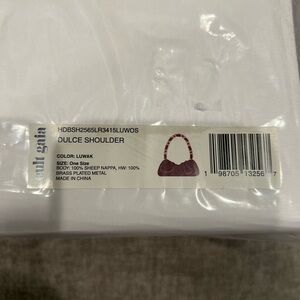 cult gaia
HDBSH2565LR3415LUWOS
DULCE SHOULDER
COLOR: LUWAK
SIZE: One Size
BODY: 100% SHEEP NAPPA, HW: 100%
BRASS PLATED METAL
MADE IN CHINA
1 98705 13256 7